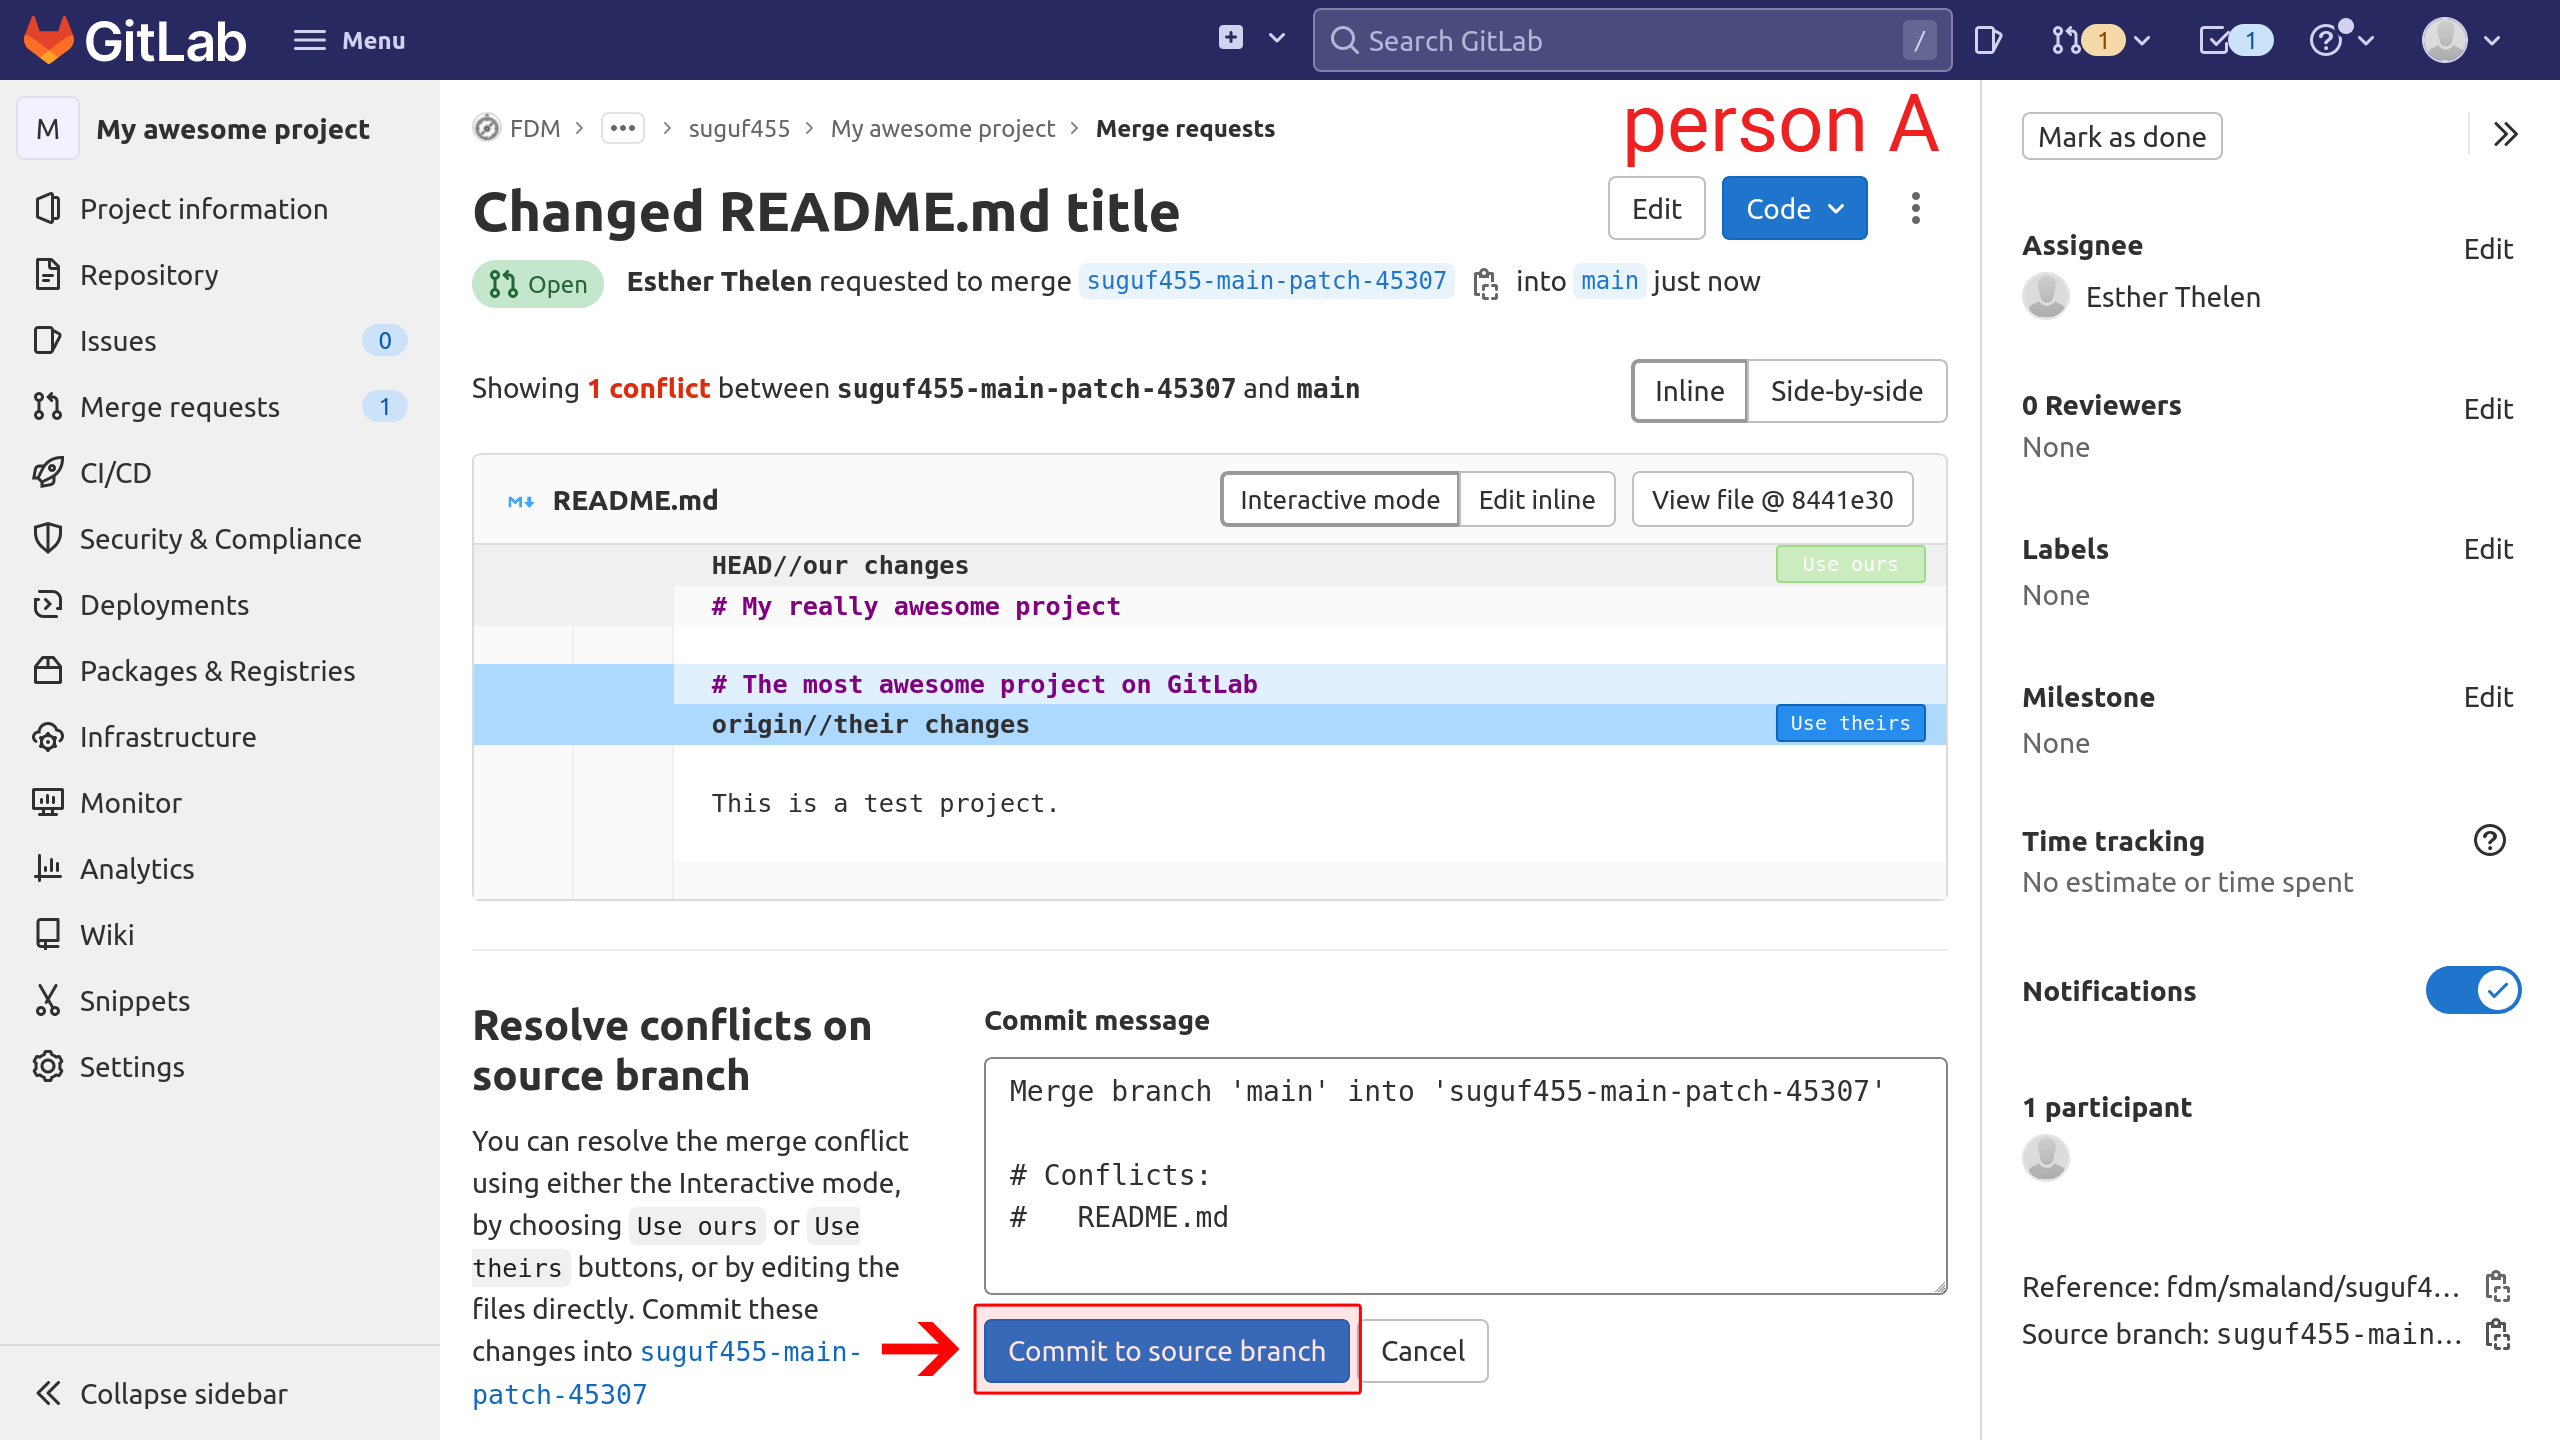 GitLab
Menu
Search GitLab
/
1
1
M
My awesome project
Project information
Repository
Issues
0
Merge requests
1
CI/CD
Security & Compliance
Deployments
Packages & Registries
Infrastructure
Monitor
Analytics
Wiki
Snippets
Settings
Collapse sidebar
FDM > ••• > suguf455 > My awesome project > Merge requests
person A
Changed README.md title
Edit
Code
Open
Esther Thelen requested to merge suguf455-main-patch-45307 into main just now
Showing 1 conflict between suguf455-main-patch-45307 and main
Inline
Side-by-side
README.md
Interactive mode
Edit inline
View file @ 8441e30
HEAD//our changes
Use ours
# My really awesome project
# The most awesome project on GitLab
origin//their changes
Use theirs
This is a test project.
Resolve conflicts on
source branch
You can resolve the merge conflict
using either the Interactive mode,
by choosing Use ours or Use
theirs buttons, or by editing the
files directly. Commit these
changes into suguf455-main-
patch-45307
Commit message
Merge branch 'main' into 'suguf455-main-patch-45307'
# Conflicts:
#   README.md
Commit to source branch
Cancel
Mark as done
Assignee
Edit
Esther Thelen
0 Reviewers
Edit
None
Labels
Edit
None
Milestone
Edit
None
Time tracking
No estimate or time spent
Notifications
1 participant
Reference: fdm/smaland/suguf4…
Source branch: suguf455-main…